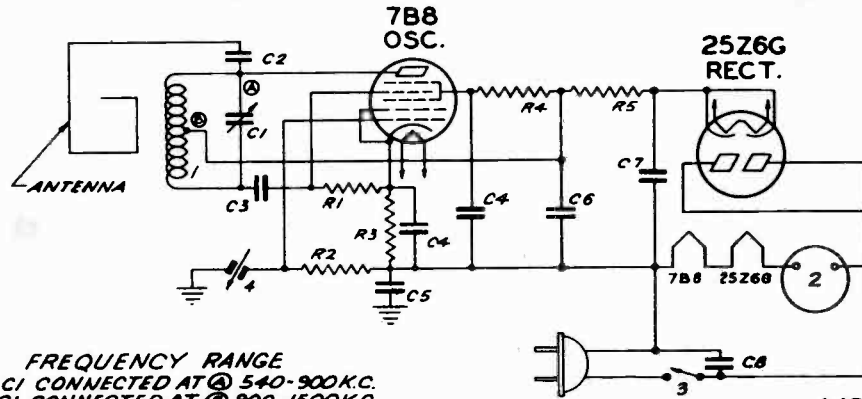 7B8
OSC.
25Z6G
RECT.
C2
A
B
C1
1
ANTENNA
C3
R1
R2
R3
C4
C5
4
R4
C4
R5
C6
C7
7B8
25Z6G
2
C8
3
FREQUENCY RANGE
C1 CONNECTED AT A 540-900 K.C.